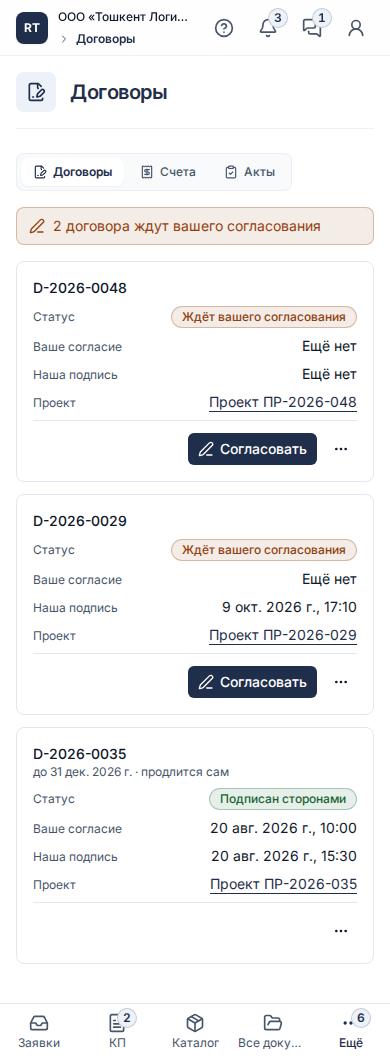 RT
ООО «Тошкент Логи...
Договоры
3
1
Договоры
Договоры
Счета
Акты
2 договора ждут вашего согласования
D-2026-0048
Статус
Ждёт вашего согласования
Ваше согласие
Ещё нет
Наша подпись
Ещё нет
Проект
Проект ПР-2026-048
Согласовать
D-2026-0029
Статус
Ждёт вашего согласования
Ваше согласие
Ещё нет
Наша подпись
9 окт. 2026 г., 17:10
Проект
Проект ПР-2026-029
Согласовать
D-2026-0035
до 31 дек. 2026 г. · продлится сам
Статус
Подписан сторонами
Ваше согласие
20 авг. 2026 г., 10:00
Наша подпись
20 авг. 2026 г., 15:30
Проект
Проект ПР-2026-035
2
6
Заявки
КП
Каталог
Все доку...
Ещё